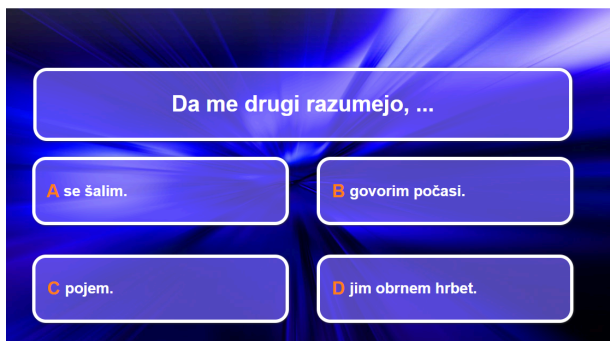 Da me drugi razumejo, ...
A se šalim.
B govorim počasi.
C pojem.
D jim obrnem hrbet.